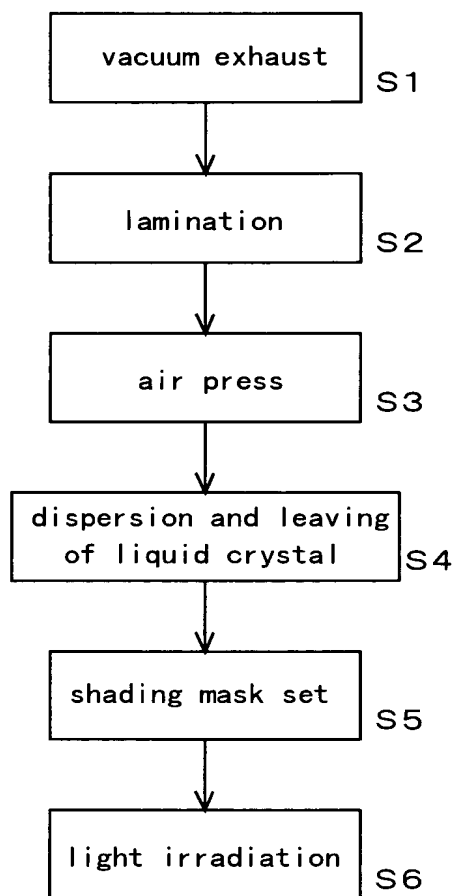 vacuum exhaust
S1
lamination
S2
air press
S3
dispersion and leaving
of liquid crystal
S4
shading mask set
S5
light irradiation
S6